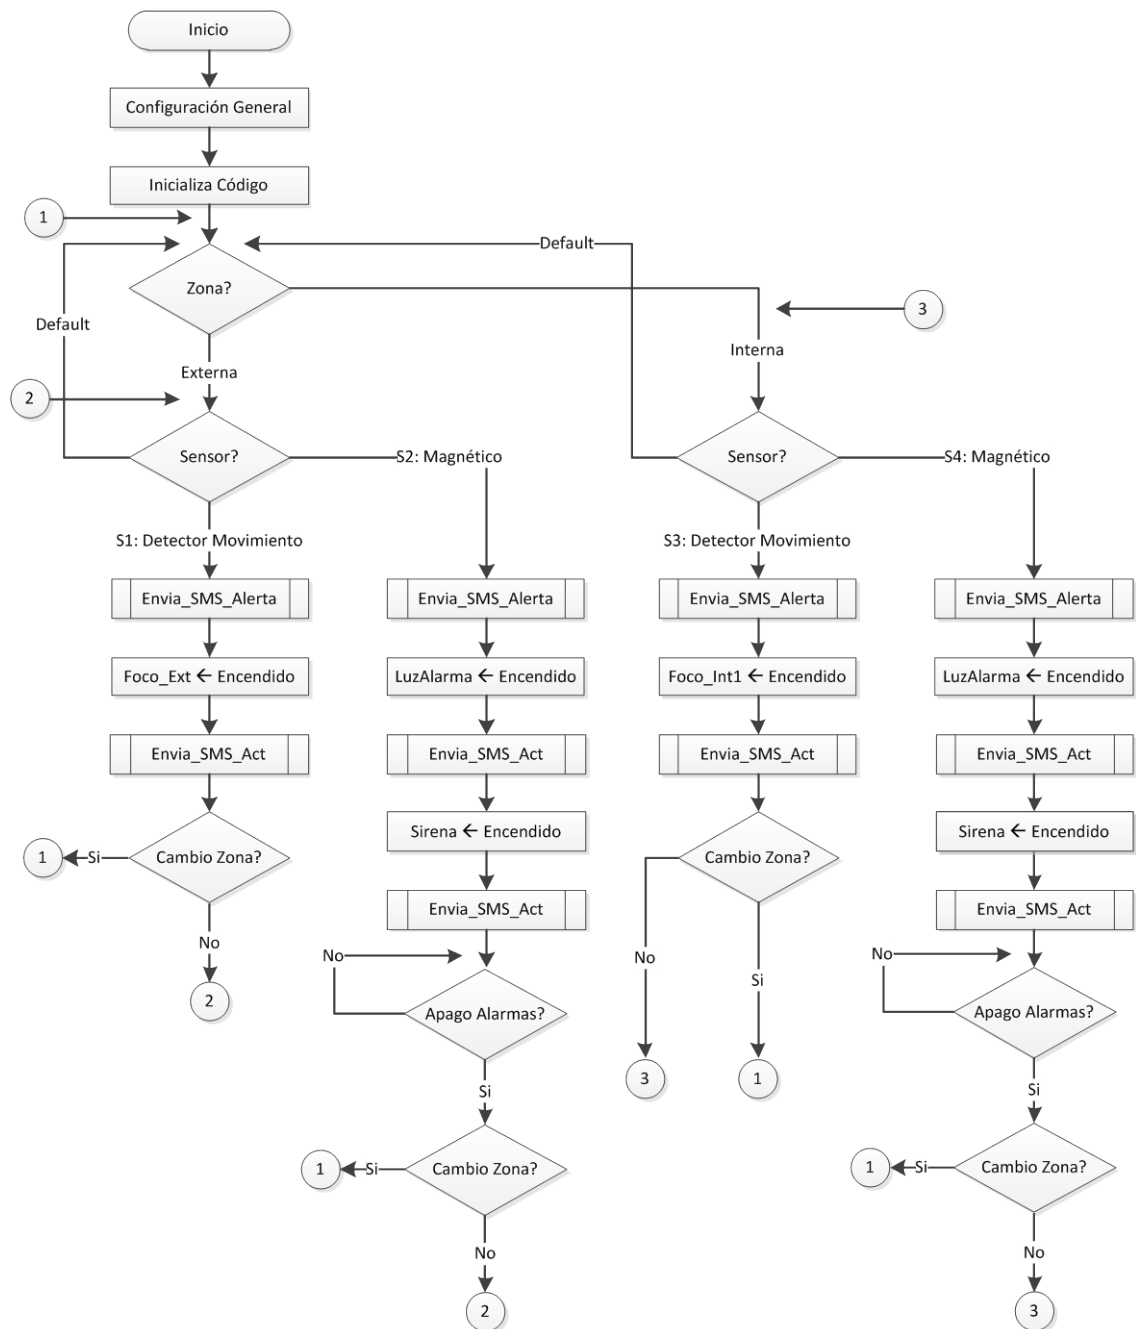 Inicio
Configuración General
Inicializa Código
1
Default
Zona?
Default
3
Interna
Externa
2
Sensor?
S2: Magnético
Sensor?
S4: Magnético
S1: Detector Movimiento
S3: Detector Movimiento
Envia_SMS_Alerta
Envia_SMS_Alerta
Envia_SMS_Alerta
Envia_SMS_Alerta
Foco_Ext ← Encendido
LuzAlarma ← Encendido
Foco_Int1 ← Encendido
LuzAlarma ← Encendido
Envia_SMS_Act
Envia_SMS_Act
Envia_SMS_Act
Envia_SMS_Act
Sirena ← Encendido
Sirena ← Encendido
1
Si
Cambio Zona?
Cambio Zona?
Envia_SMS_Act
Envia_SMS_Act
No
No
No
No
Si
2
Apago Alarmas?
Apago Alarmas?
3
1
Si
Si
1
Si
Cambio Zona?
1
Si
Cambio Zona?
No
No
2
3